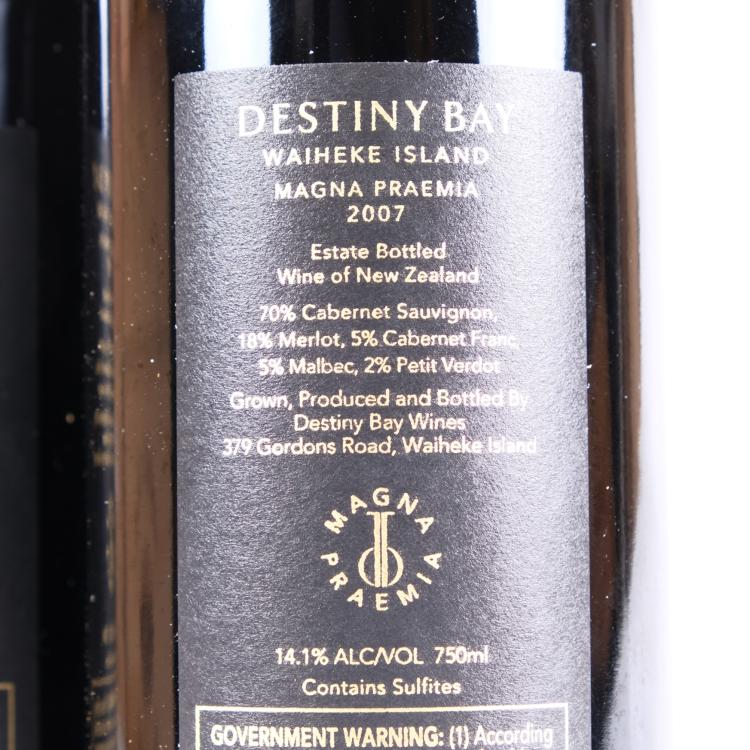 DESTINY BAY
WAIHEKE ISLAND
MAGNA PRAEMIA
2007
Estate Bottled
Wine of New Zealand
70% Cabernet Sauvignon,
18% Merlot, 5% Cabernet Franc,
5% Malbec, 2% Petit Verdot
Grown, Produced and Bottled By
Destiny Bay Wines
379 Gordons Road, Waiheke Island
MAGNA
PRAEMIA
14.1% ALC/VOL 750ml
Contains Sulfites
GOVERNMENT WARNING: (1) According